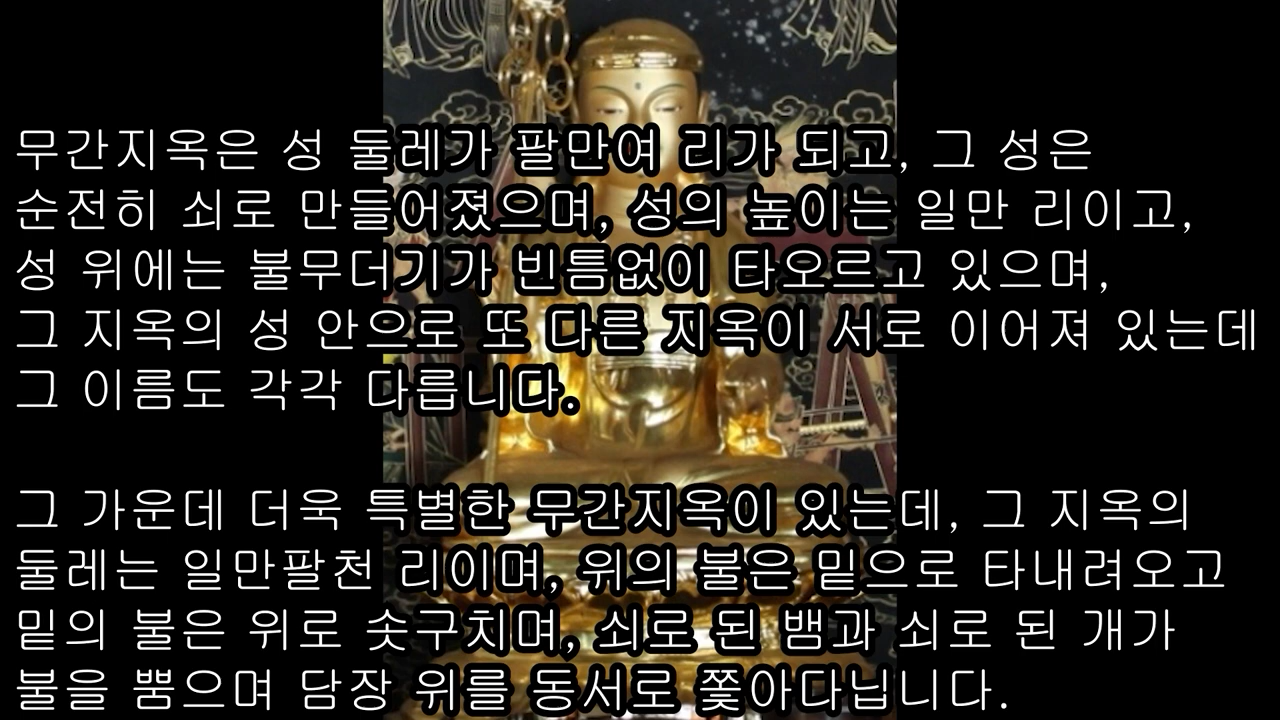 무간지옥은 성 둘레가 팔만여 리가 되고, 그 성은
순전히 쇠로 만들어졌으며, 성의 높이는 일만 리이고,
성 위에는 불무더기가 빈틈없이 타오르고 있으며,
그 지옥의 성 안으로 또 다른 지옥이 서로 이어져 있는데
그 이름도 각각 다릅니다.
그 가운데 더욱 특별한 무간지옥이 있는데, 그 지옥의
둘레는 일만팔천 리이며, 위의 불은 밑으로 타내려오고
밑의 불은 위로 솟구치며, 쇠로 된 뱀과 쇠로 된 개가
불을 뿜으며 담장 위를 동서로 쫓아다닙니다.